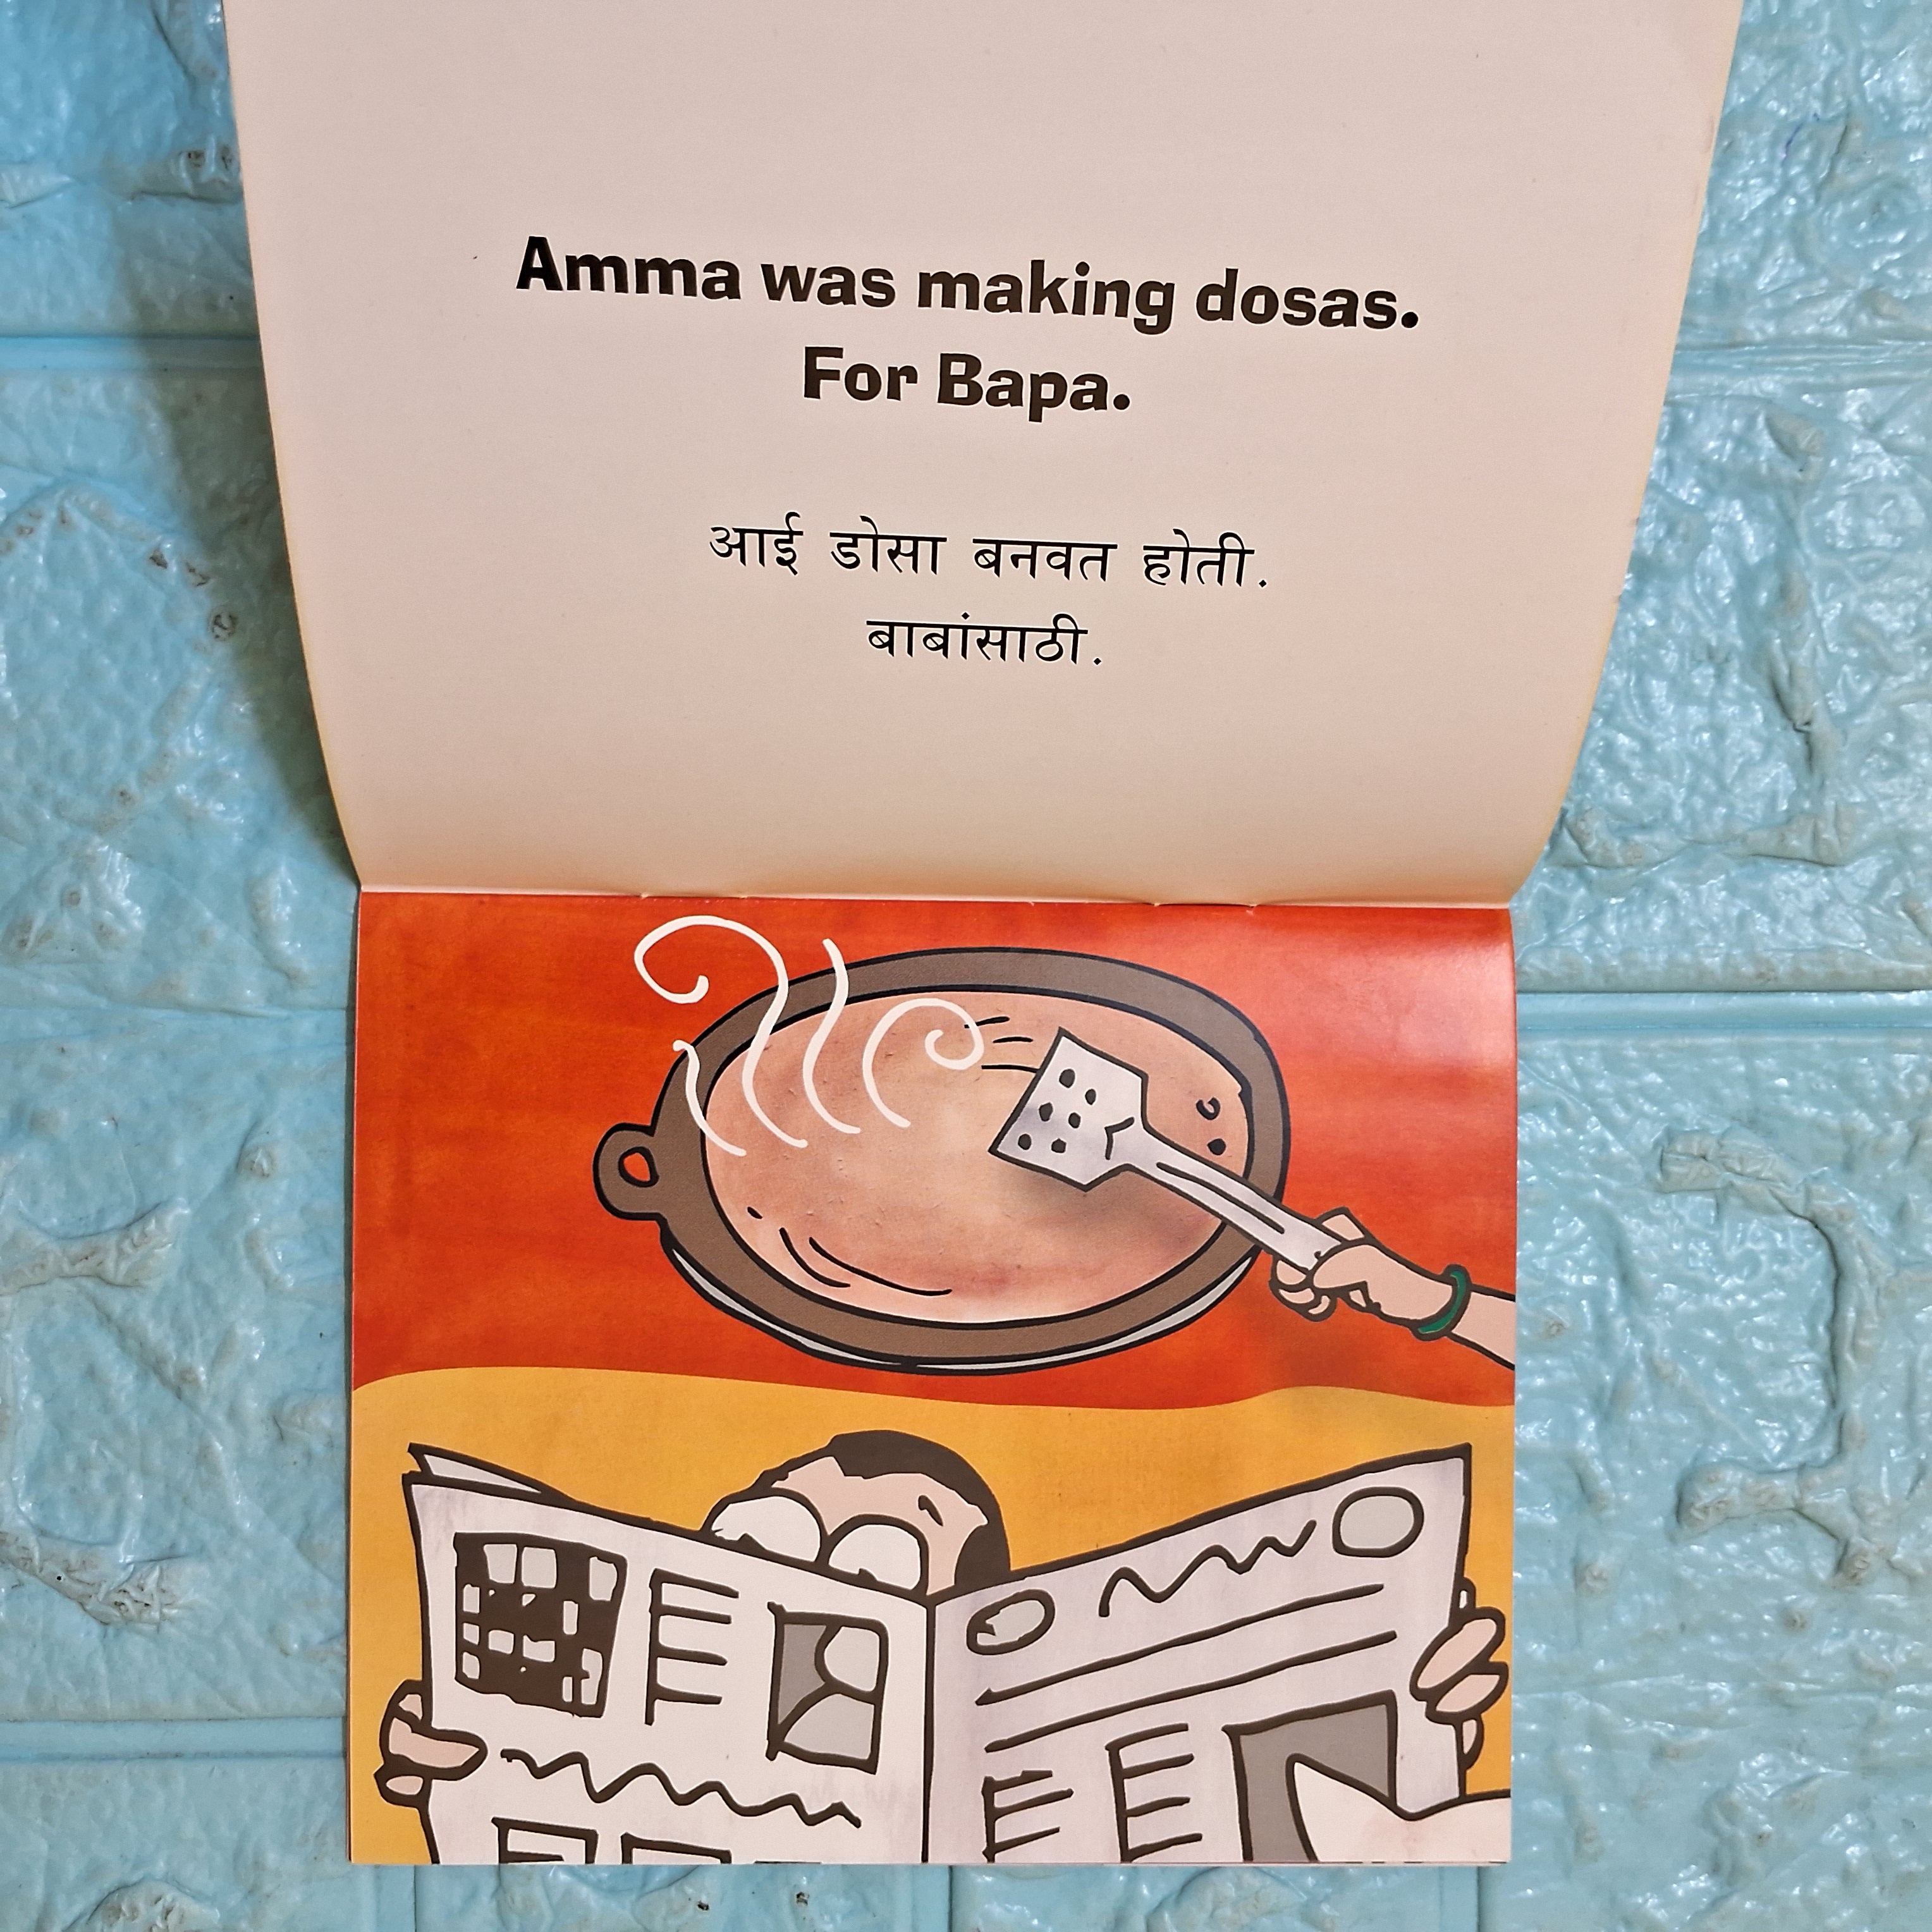 Amma was making dosas.
For Bapa.
आई डोसा बनवत होती.
बाबांसाठी.